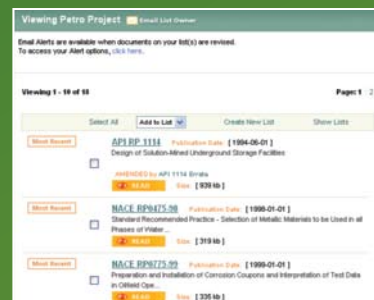 Viewing Petro Project Email List Owner
Email Alerts are available when documents on your list(s) are revised.
To access your Alert options, click here.
Viewing 1 - 10 of 18 Page: 1 2
Select All Add to List Create New List Show Lists
Most Recent API RP 1114 Publication Date: [ 1994-06-01 ]
Design of Solution-Mined Underground Storage Facilities
AMENDED by API 1114 Errata
READ Size: [ 939 kb ]
Most Recent NACE RP0475-98 Publication Date: [ 1998-01-01 ]
Standard Recommended Practice - Selection of Metallic Materials to be Used in all
Phases of Water...
READ Size: [ 319 kb ]
Most Recent NACE RP0775-99 Publication Date: [ 1999-01-01 ]
Preparation and Installation of Corrosion Coupons and Interpretation of Test Data
in Oilfield Ope...
READ Size: [ 335 kb ]